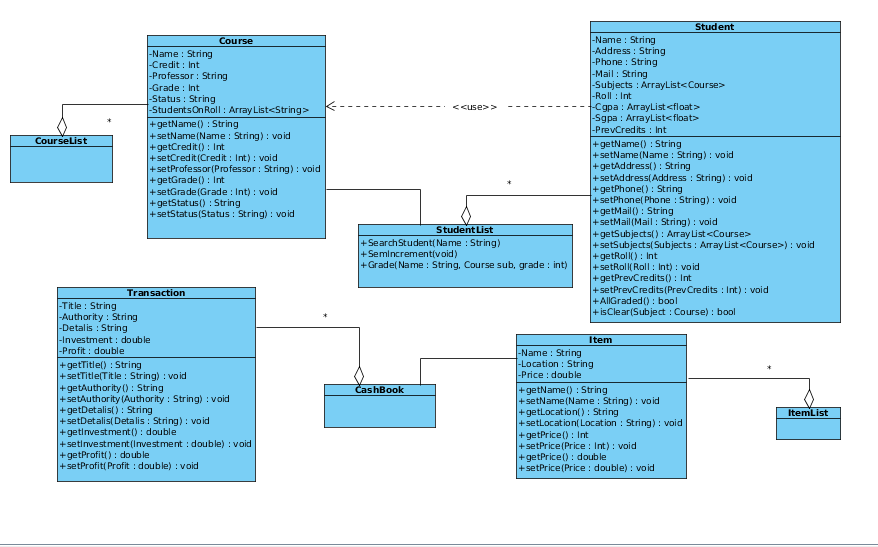 Course
-Name : String
-Credit : Int
-Professor : String
-Grade : Int
-Status : String
-StudentsOnRoll : ArrayList<String>
+getName() : String
+setName(Name : String) : void
+getCredit() : Int
+setCredit(Credit : Int) : void
+setProfessor(Professor : String) : void
+getGrade() : Int
+setGrade(Grade : Int) : void
+getStatus() : String
+setStatus(Status : String) : void
*
CourseList
<<use>>
Student
-Name : String
-Address : String
-Phone : String
-Mail : String
-Subjects : ArrayList<Course>
-Roll : Int
-Cgpa : ArrayList<float>
-Sgpa : ArrayList<float>
-PrevCredits : Int
+getName() : String
+setName(Name : String) : void
+getAddress() : String
+setAddress(Address : String) : void
+getPhone() : String
+setPhone(Phone : String) : void
+getMail() : String
+setMail(Mail : String) : void
+getSubjects() : ArrayList<Course>
+setSubjects(Subjects : ArrayList<Course>) : void
+getRoll() : Int
+setRoll(Roll : Int) : void
+getPrevCredits() : Int
+setPrevCredits(PrevCredits : Int) : void
+AllGraded() : bool
+isClear(Subject : Course) : bool
*
StudentList
+SearchStudent(Name : String)
+SemIncrement(void)
+Grade(Name : String, Course sub, grade : int)
Transaction
-Title : String
-Authority : String
-Detalis : String
-Investment : double
-Profit : double
+getTitle() : String
+setTitle(Title : String) : void
+getAuthority() : String
+setAuthority(Authority : String) : void
+getDetalis() : String
+setDetalis(Detalis : String) : void
+getInvestment() : double
+setInvestment(Investment : double) : void
+getProfit() : double
+setProfit(Profit : double) : void
*
CashBook
Item
-Name : String
-Location : String
-Price : double
+getName() : String
+setName(Name : String) : void
+getLocation() : String
+setLocation(Location : String) : void
+getPrice() : Int
+setPrice(Price : Int) : void
+getPrice() : double
+setPrice(Price : double) : void
*
ItemList